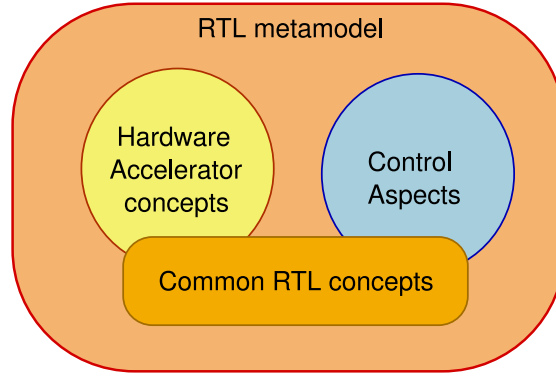 RTL metamodel
Hardware
Accelerator
concepts
Control
Aspects
Common RTL concepts